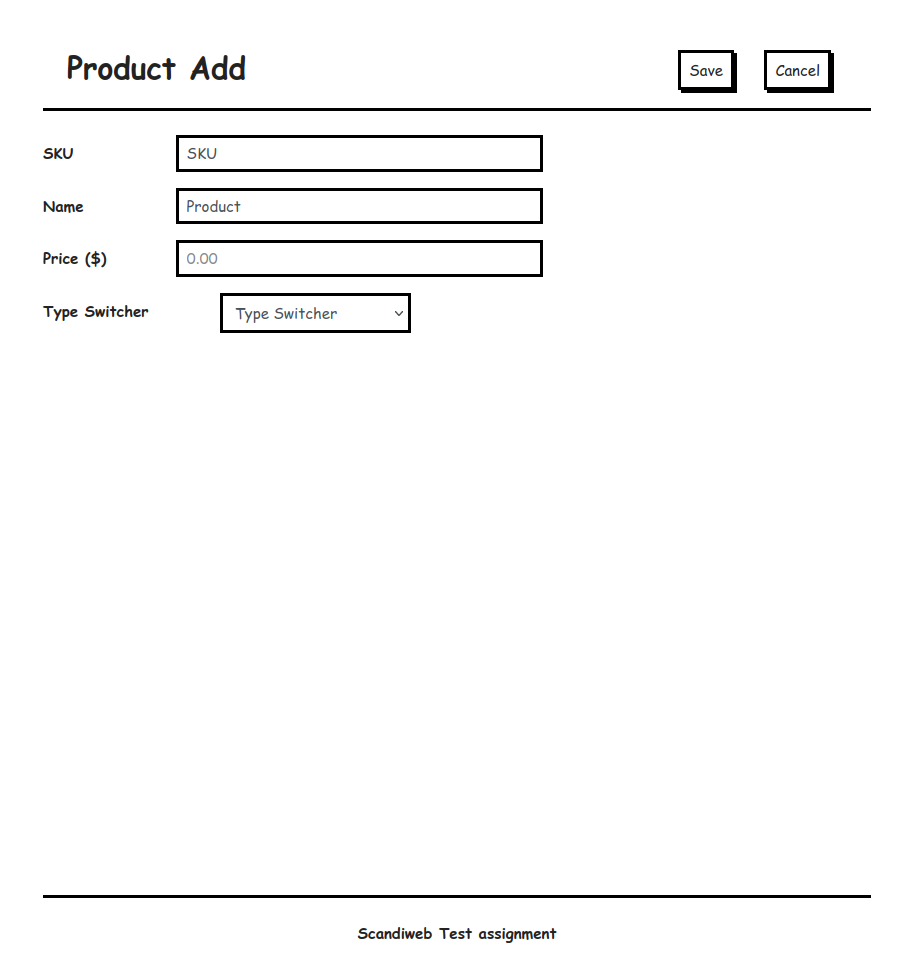 Product Add
Save
Cancel
SKU
SKU
Name
Product
Price ($)
0.00
Type Switcher
Type Switcher
Scandiweb Test assignment